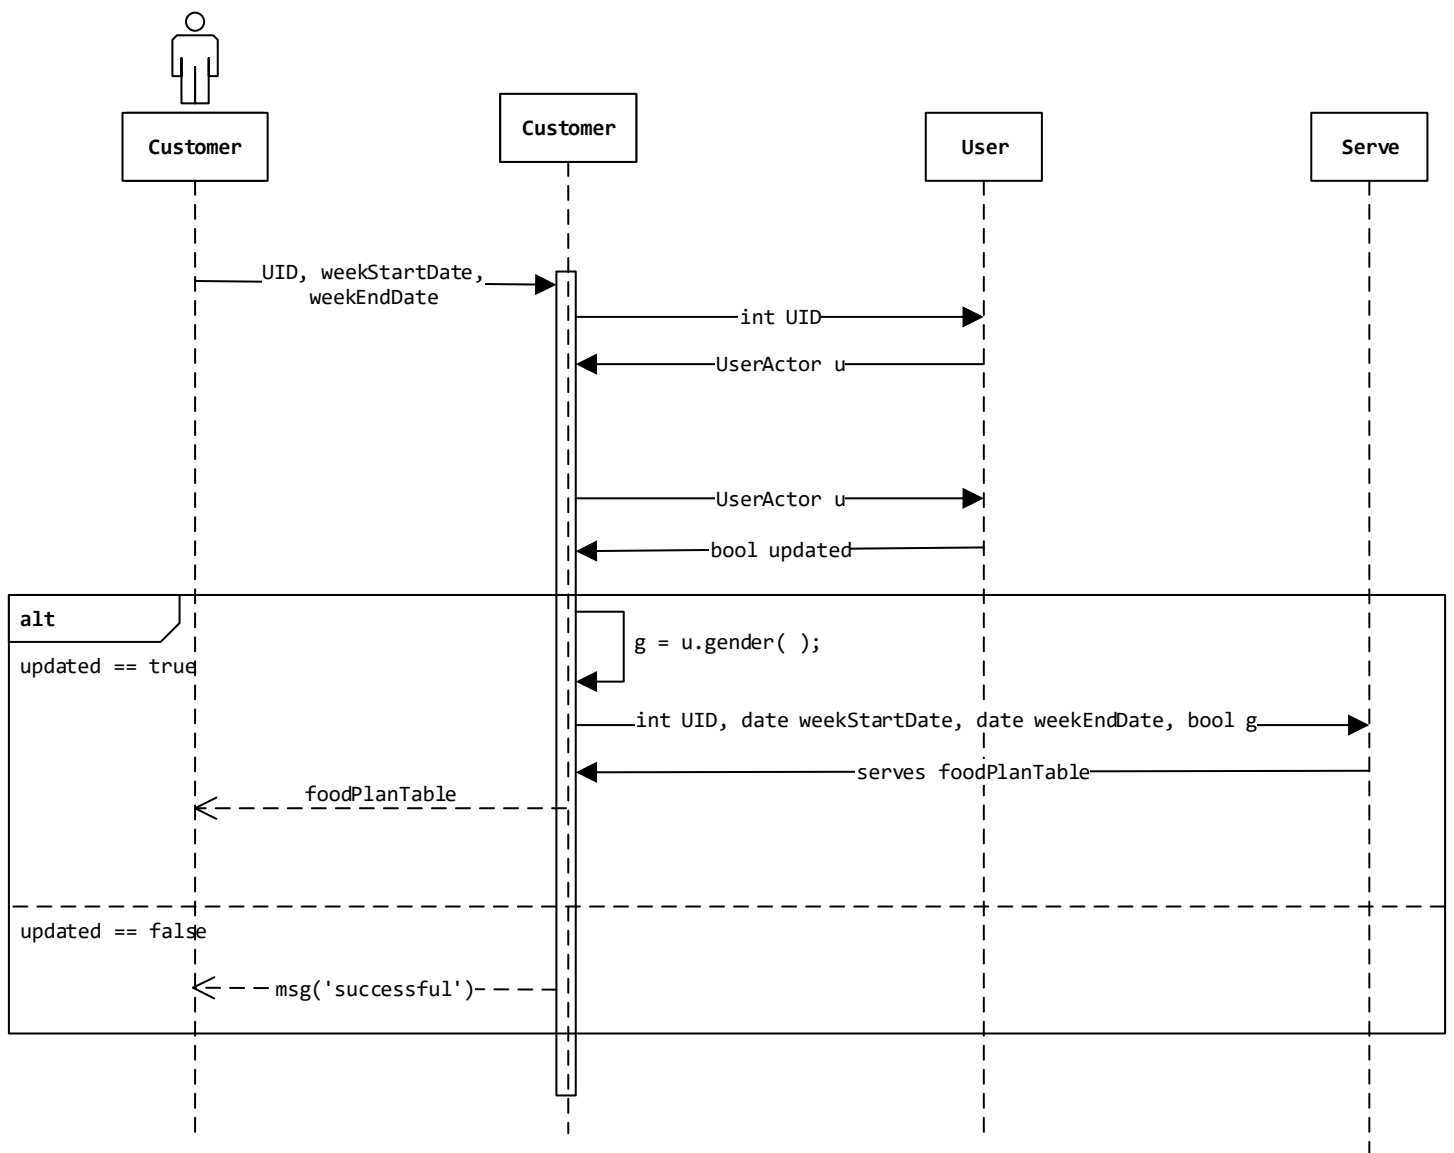 Customer
Customer
User
Serve
UID, weekStartDate,
weekEndDate
int UID
UserActor u
UserActor u
bool updated
alt
g = u.gender( );
updated == true
int UID, date weekStartDate, date weekEndDate, bool g
serves foodPlanTable
foodPlanTable
updated == false
msg('successful')